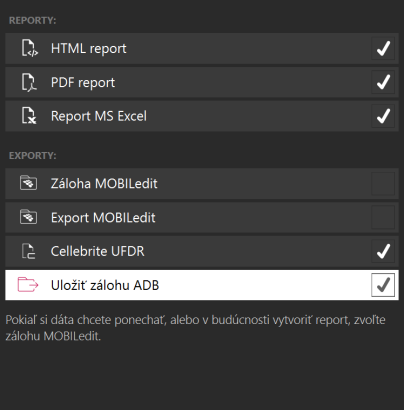 REPORTY:
HTML report
PDF report
Report MS Excel
EXPORTY:
Záloha MOBILedit
Export MOBILedit
Cellebrite UFDR
Uložiť zálohu ADB
Pokiaľ si dáta chcete ponechať, alebo v budúcnosti vytvoriť report, zvoľte
zálohu MOBILedit.